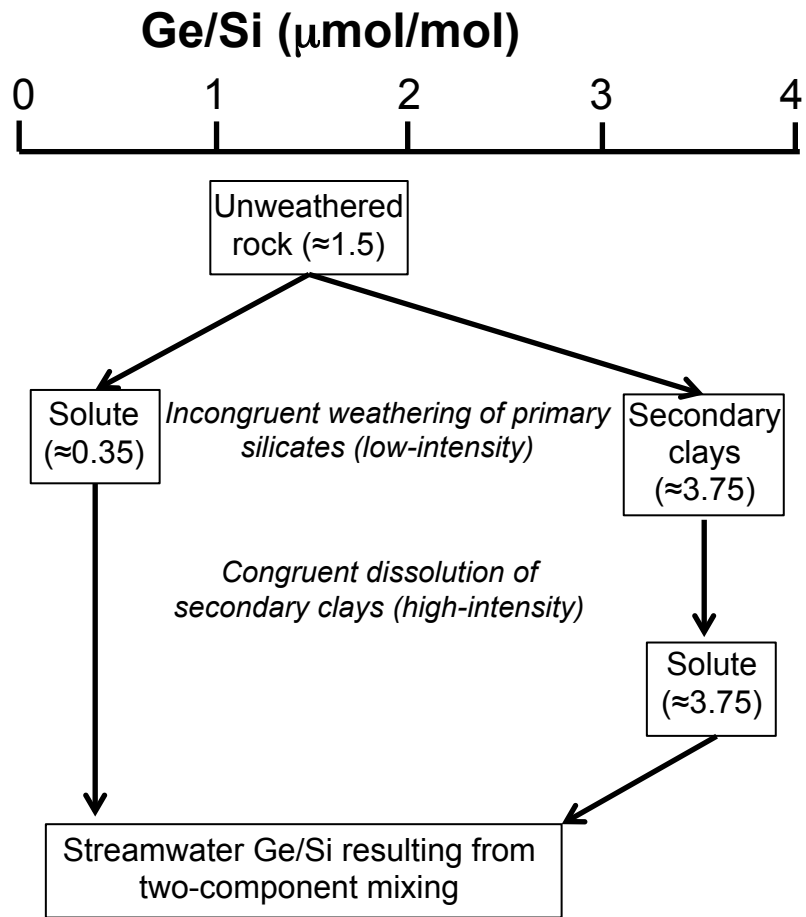 Ge/Si (μmol/mol)
0 1 2 3 4
Unweathered
rock (≈1.5)
Solute
(≈0.35)
Incongruent weathering of primary
silicates (low-intensity)
Secondary
clays
(≈3.75)
Congruent dissolution of
secondary clays (high-intensity)
Solute
(≈3.75)
Streamwater Ge/Si resulting from
two-component mixing